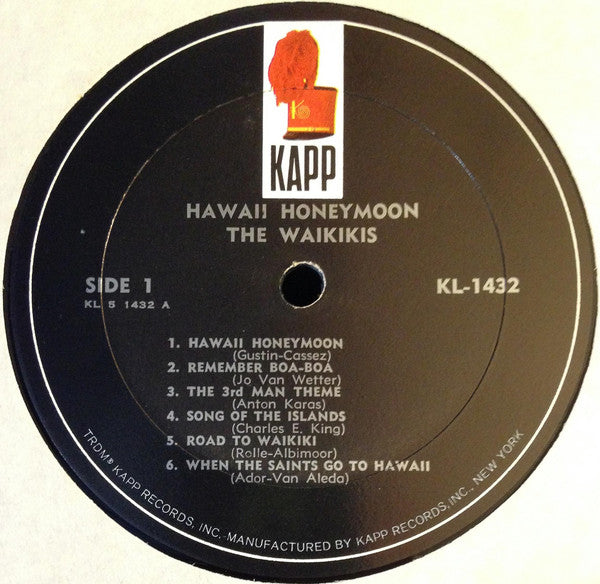 KAPP
HAWAII HONEYMOON
THE WAIKIKIS
SIDE 1
KL 5 1432 A
KL-1432
1. HAWAII HONEYMOON
(Gustin-Cassez)
2. REMEMBER BOA-BOA
(Jo Van Wetter)
3. THE 3rd MAN THEME
(Anton Karas)
4. SONG OF THE ISLANDS
(Charles E. King)
5. ROAD TO WAIKIKI
(Rolle-Albimoor)
6. WHEN THE SAINTS GO TO HAWAII
(Ador-Van Aleda)
TRDM® KAPP RECORDS, INC.-MANUFACTURED BY KAPP RECORDS, INC., NEW YORK